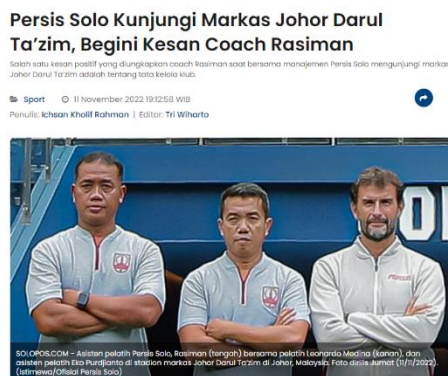 Persis Solo Kunjungi Markas Johor Darul
Ta'zim, Begini Kesan Coach Rasiman
Salah satu kesan positif yang diungkapkan coach Rasiman saat bersama manajemen Persis Solo mengunjungi markas
Johor Darul Ta'zim adalah tentang tata kelola klub.
Sport 11 November 2022 19:12:58 WIB
Penulis: Ichsan Kholif Rahman | Editor: Tri Wiharto
SOLOPOS.COM - Asisten pelatih Persis Solo, Rasiman (tengah) bersama pelatih Leonardo Medina (kanan), dan
asisten pelatih Eko Purdjianto di stadion markas Johor Darul Ta'zim di Johor, Malaysia. Foto dirilis Jumat (11/11/2022).
(Istimewa/Ofisial Persis Solo)